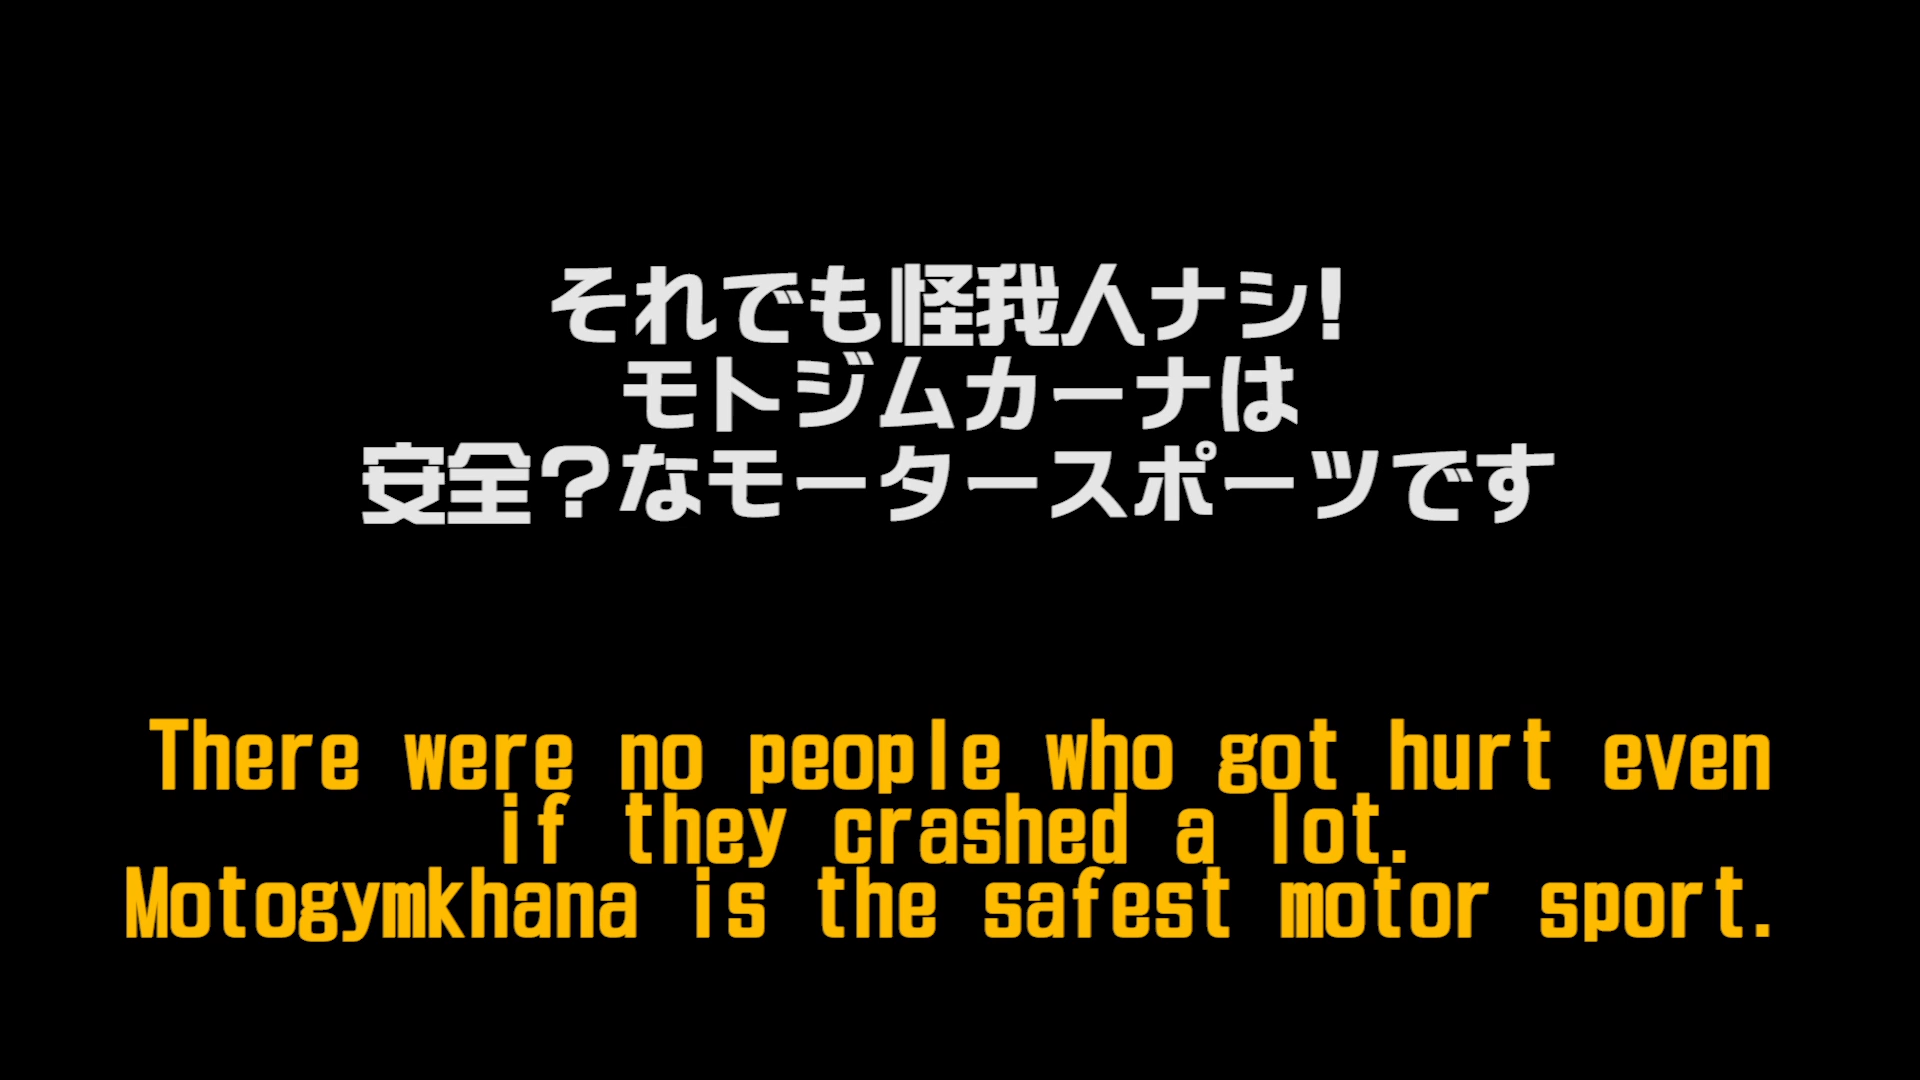 それでも怪我人ナシ!
モトジムカーナは
安全?なモータースポーツです
There were no people who got hurt even
if they crashed a lot.
Motogymkhana is the safest motor sport.